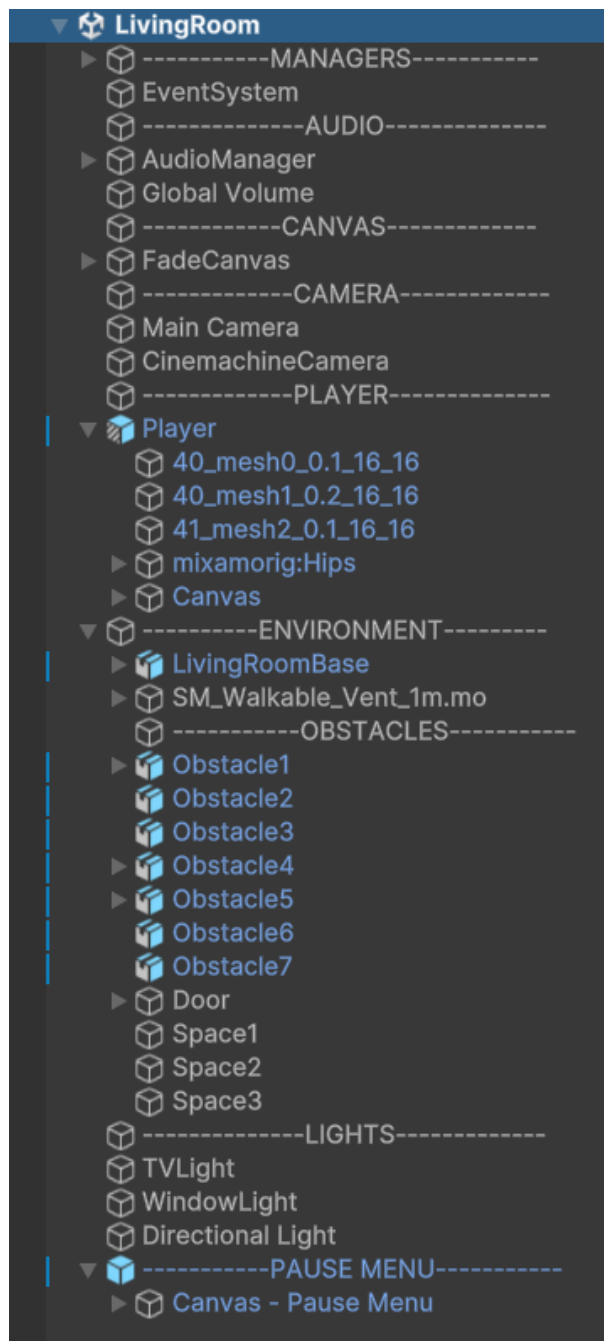 LivingRoom
-----------MANAGERS-----------
EventSystem
--------------AUDIO--------------
AudioManager
Global Volume
------------CANVAS-------------
FadeCanvas
-------------CAMERA-------------
Main Camera
CinemachineCamera
-------------PLAYER--------------
Player
40_mesh0_0.1_16_16
40_mesh1_0.2_16_16
41_mesh2_0.1_16_16
mixamorig:Hips
Canvas
----------ENVIRONMENT---------
LivingRoomBase
SM_Walkable_Vent_1m.mo
-----------OBSTACLES-----------
Obstacle1
Obstacle2
Obstacle3
Obstacle4
Obstacle5
Obstacle6
Obstacle7
Door
Space1
Space2
Space3
--------------LIGHTS-------------
TVLight
WindowLight
Directional Light
-----------PAUSE MENU-----------
Canvas - Pause Menu